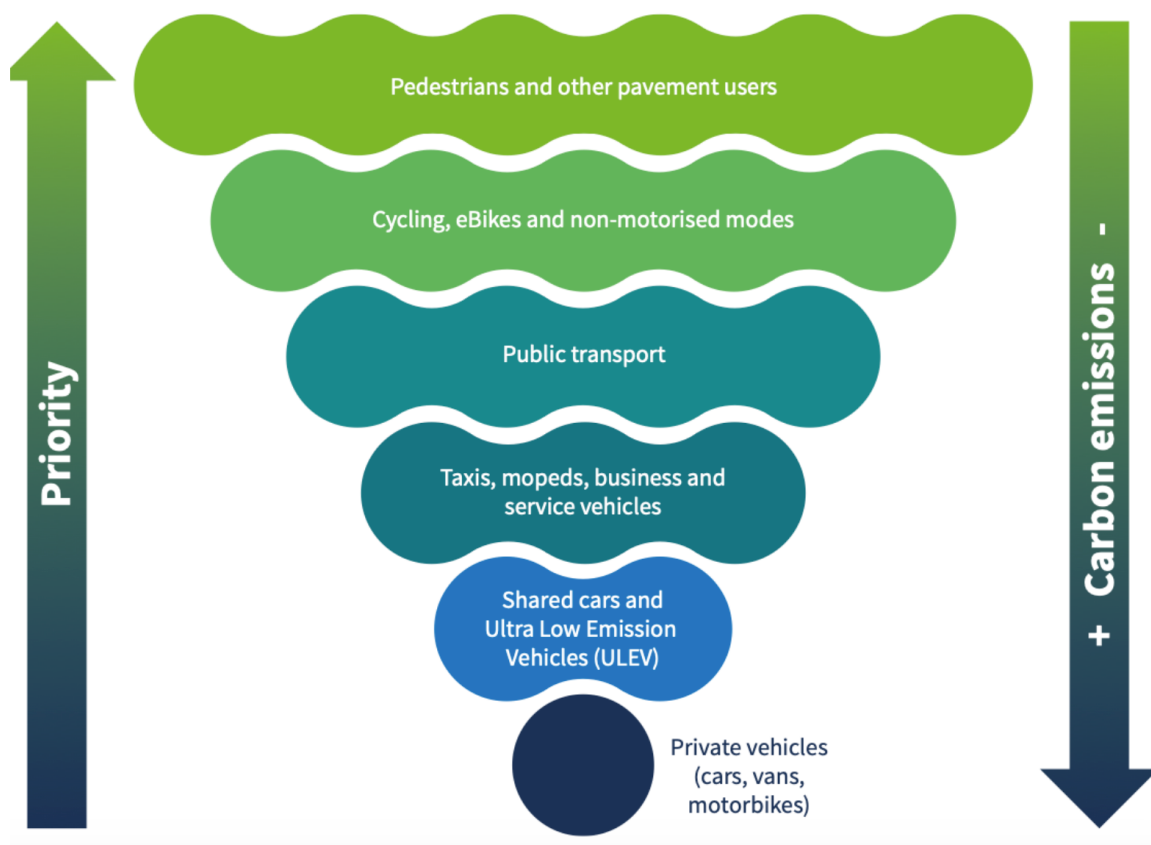 Pedestrians and other pavement users
Cycling, eBikes and non-motorised modes
Public transport
Taxis, mopeds, business and
service vehicles
Shared cars and
Ultra Low Emission
Vehicles (ULEV)
Private vehicles
(cars, vans,
motorbikes)
Priority
+ Carbon emissions -